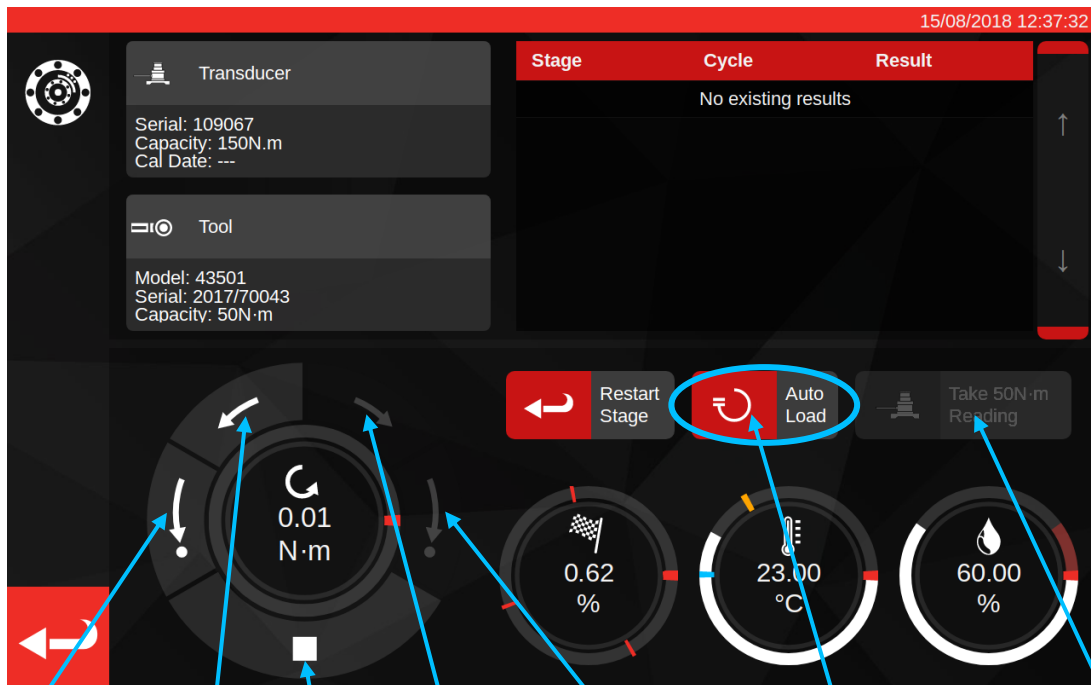 15/08/2018 12:37:32
Transducer
Serial: 109067
Capacity: 150N.m
Cal Date: ---
Stage Cycle Result
No existing results
Tool
Model: 43501
Serial: 2017/70043
Capacity: 50N·m
Restart
Stage
Auto
Load
Take 50N·m
Reading
0.01
N·m
0.62
%
23.00
°C
60.00
%